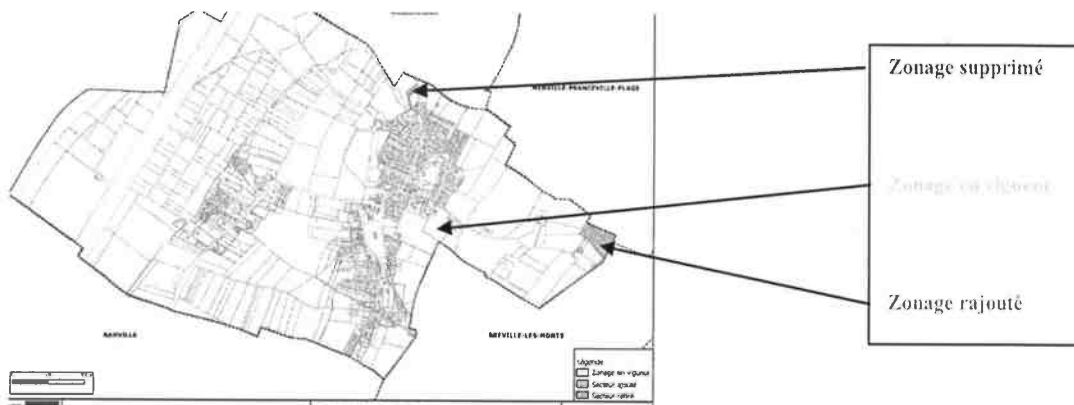 Zonage supprimé
MERVILLE-FRANCEVILLE-PLAGE
Zonage en vigueur
Zonage rajouté
RANVILLE
BREVILLE-LES-MONTS
Légende
Zonage en vigueur
Secteur ajouté
Secteur retiré